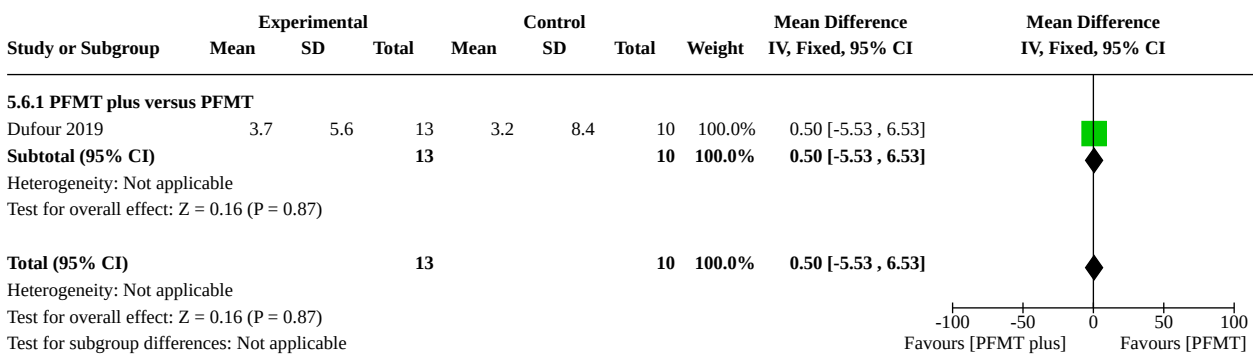 Experimental Control Mean Difference Mean Difference
Study or Subgroup Mean SD Total Mean SD Total Weight IV, Fixed, 95% CI IV, Fixed, 95% CI
5.6.1 PFMT plus versus PFMT
Dufour 2019 3.7 5.6 13 3.2 8.4 10 100.0% 0.50 [-5.53 , 6.53]
Subtotal (95% CI) 13 10 100.0% 0.50 [-5.53 , 6.53]
Heterogeneity: Not applicable
Test for overall effect: Z = 0.16 (P = 0.87)
Total (95% CI) 13 10 100.0% 0.50 [-5.53 , 6.53]
Heterogeneity: Not applicable
Test for overall effect: Z = 0.16 (P = 0.87) -100 -50 0 50 100
Test for subgroup differences: Not applicable Favours [PFMT plus] Favours [PFMT]